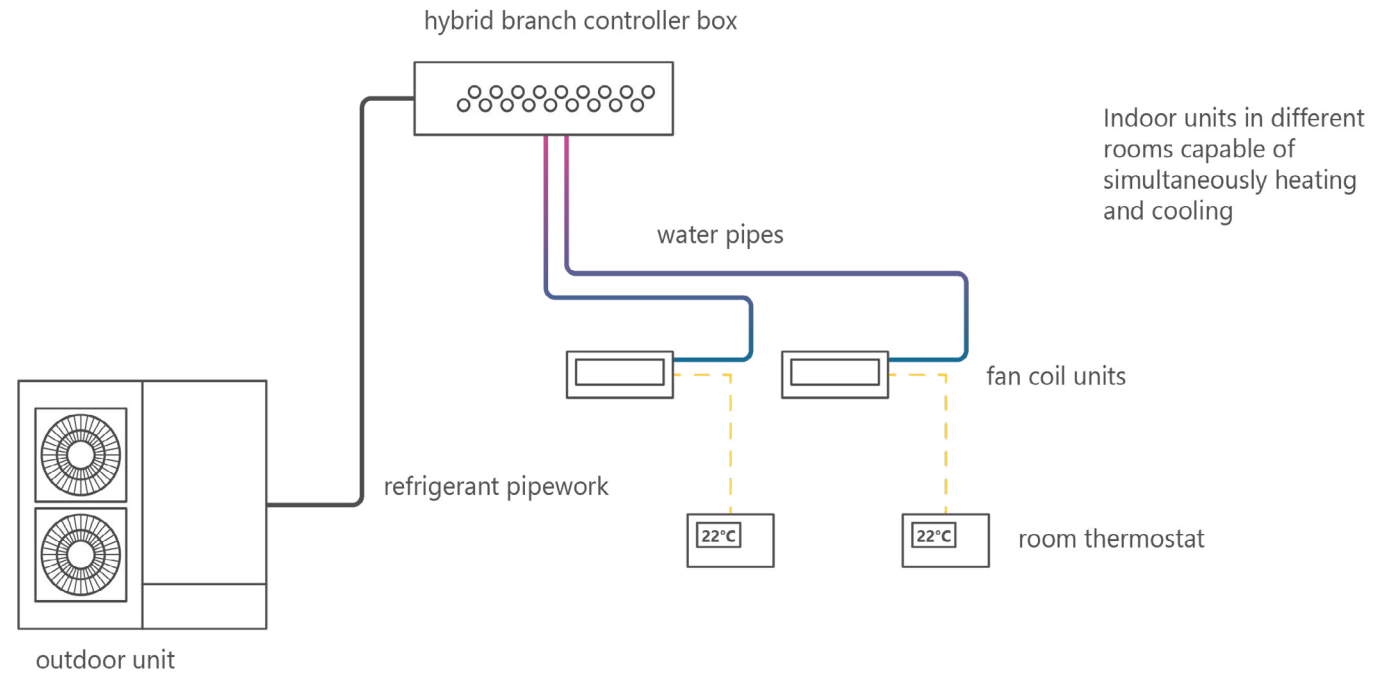 hybrid branch controller box
Indoor units in different
rooms capable of
simultaneously heating
and cooling
water pipes
fan coil units
refrigerant pipework
22°C
22°C
room thermostat
outdoor unit